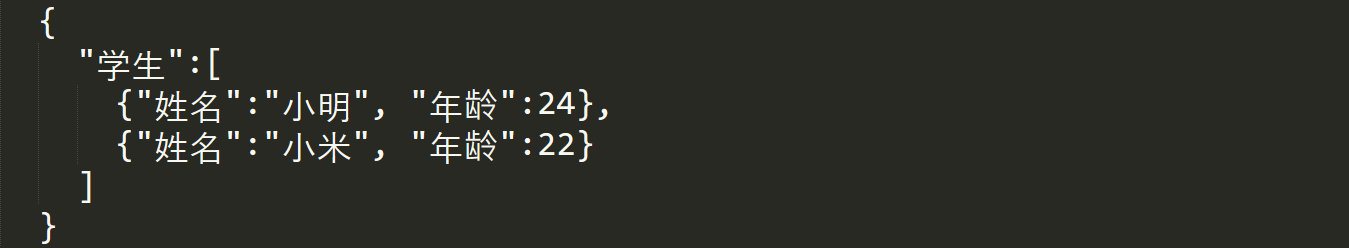 {
"学生":[
{"姓名":"小明", "年龄":24},
{"姓名":"小米", "年龄":22}
]
}